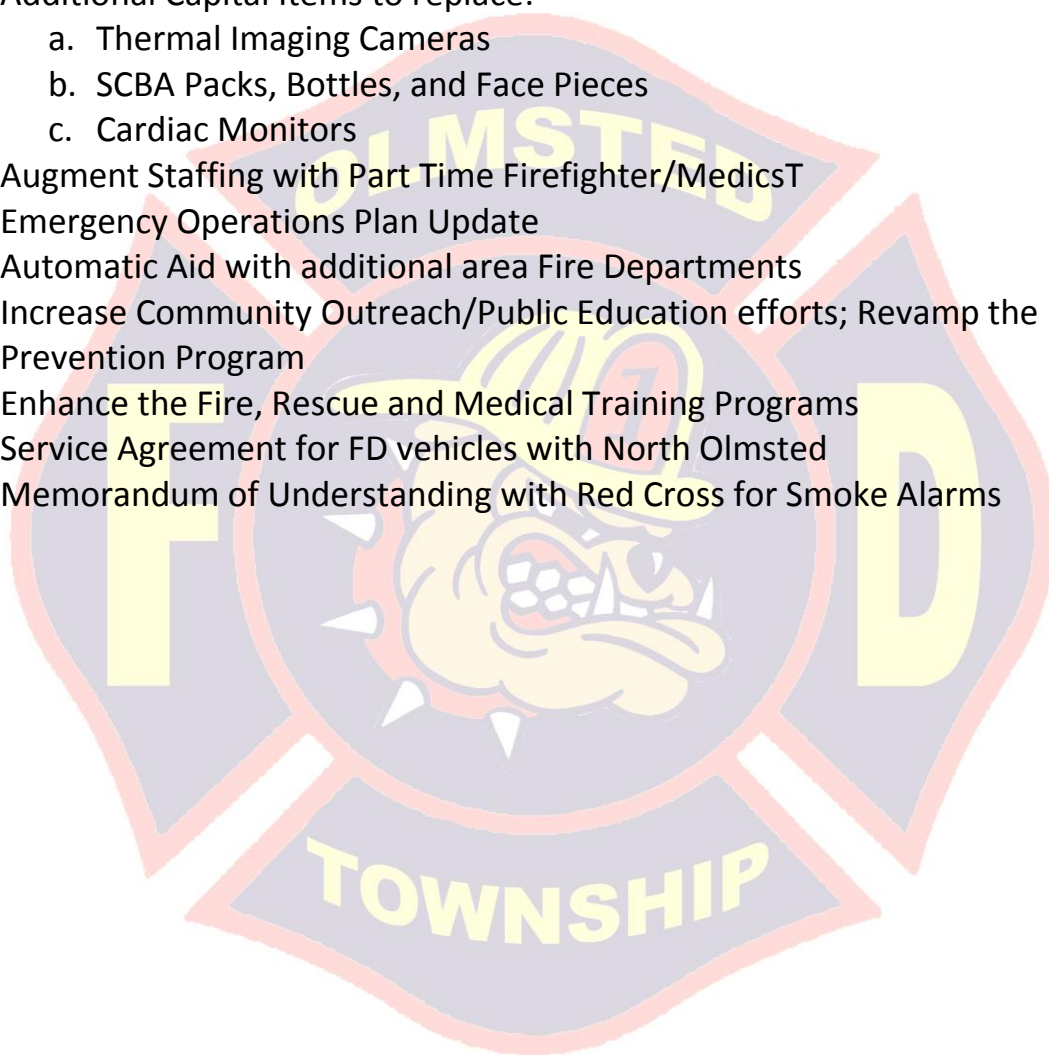 Additional Capital Items to replace:
a. Thermal Imaging Cameras
b. SCBA Packs, Bottles, and Face Pieces
c. Cardiac Monitors
Augment Staffing with Part Time Firefighter/MedicsT
Emergency Operations Plan Update
Automatic Aid with additional area Fire Departments
Increase Community Outreach/Public Education efforts; Revamp the
Prevention Program
Enhance the Fire, Rescue and Medical Training Programs
Service Agreement for FD vehicles with North Olmsted
Memorandum of Understanding with Red Cross for Smoke Alarms
OLMSTED
1
F D
TOWNSHIP